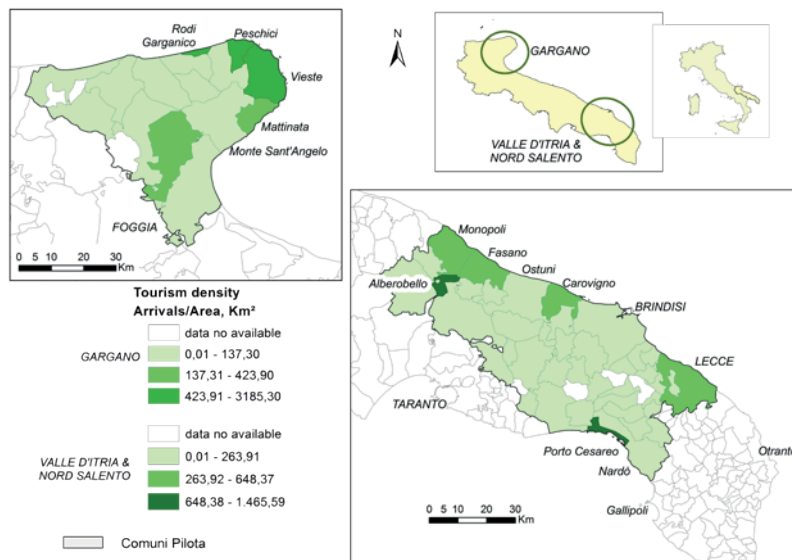 Rodi
Garganico
Peschici
Vieste
Mattinata
Monte Sant'Angelo
FOGGIA
0 5 10 20 30
Km
N
GARGANO
VALLE D'ITRIA &
NORD SALENTO
Tourism density
Arrivals/Area, Km²
GARGANO
data no available
0,01 - 137,30
137,31 - 423,90
423,91 - 3185,30
VALLE D'ITRIA &
NORD SALENTO
data no available
0,01 - 263,91
263,92 - 648,37
648,38 - 1.465,59
Comuni Pilota
Monopoli
Fasano
Ostuni
Alberobello
Carovigno
BRINDISI
LECCE
TARANTO
Porto Cesareo
Otranto
Nardò
Gallipoli
0 5 10 20 30
Km